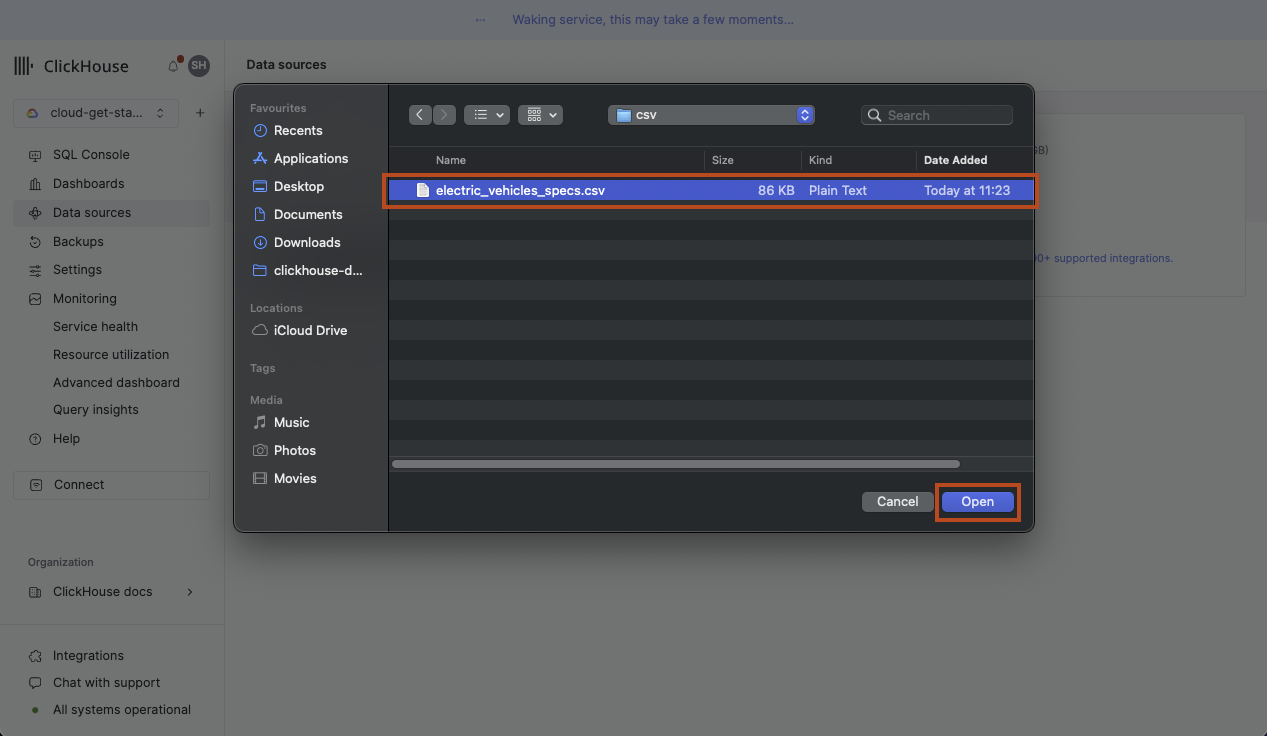 Waking service, this may take a few moments...
ClickHouse
SH
Data sources
cloud-get-sta...
SQL Console
Dashboards
Data sources
Backups
Settings
Monitoring
Service health
Resource utilization
Advanced dashboard
Query insights
Help
Connect
Organization
ClickHouse docs
Integrations
Chat with support
All systems operational
Favourites
Recents
Applications
Desktop
Documents
Downloads
clickhouse-d...
Locations
iCloud Drive
Tags
Media
Music
Photos
Movies
csv
Search
Name Size Kind Date Added
electric_vehicles_specs.csv 86 KB Plain Text Today at 11:23
Cancel Open
supported integrations.